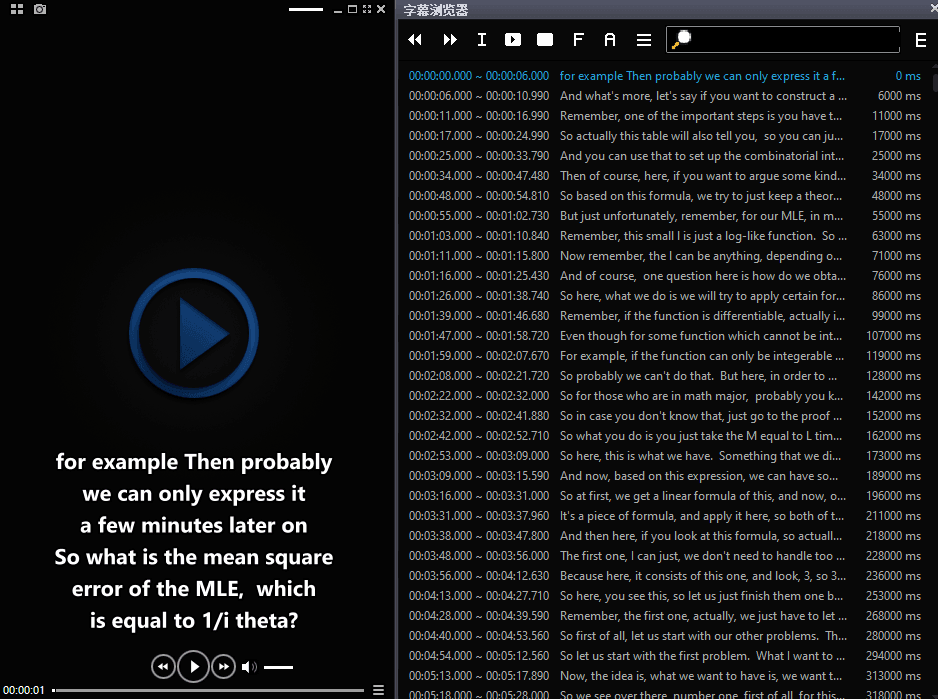 字幕浏览器
I
F
A
E
00:00:00.000 ~ 00:00:06.000 for example Then probably we can only express it a f... 0 ms
00:00:06.000 ~ 00:00:10.990 And what's more, let's say if you want to construct a ... 6000 ms
00:00:11.000 ~ 00:00:16.990 Remember, one of the important steps is you have t... 11000 ms
00:00:17.000 ~ 00:00:24.990 So actually this table will also tell you,  so you can ju... 17000 ms
00:00:25.000 ~ 00:00:33.790 And you can use that to set up the combinatorial int... 25000 ms
00:00:34.000 ~ 00:00:47.480 Then of course, here, if you want to argue some kind... 34000 ms
00:00:48.000 ~ 00:00:54.810 So based on this formula, we try to just keep a theor... 48000 ms
00:00:55.000 ~ 00:01:02.730 But just unfortunately, remember, for our MLE, in m... 55000 ms
00:01:03.000 ~ 00:01:10.840 Remember, this small I is just a log-like function.  So ... 63000 ms
00:01:11.000 ~ 00:01:15.800 Now remember, the I can be anything, depending o... 71000 ms
00:01:16.000 ~ 00:01:25.430 And of course,  one question here is how do we obta... 76000 ms
00:01:26.000 ~ 00:01:38.740 So here, what we do is we will try to apply certain for... 86000 ms
00:01:39.000 ~ 00:01:46.680 Remember, if the function is differentiable, actually i... 99000 ms
00:01:47.000 ~ 00:01:58.720 Even though for some function which cannot be int... 107000 ms
00:01:59.000 ~ 00:02:07.670 For example, if the function can only be integerable ... 119000 ms
00:02:08.000 ~ 00:02:21.720 So probably we can't do that.  But here, in order to ... 128000 ms
00:02:22.000 ~ 00:02:32.000 So for those who are in math major,  probably you k... 142000 ms
00:02:32.000 ~ 00:02:41.880 So in case you don't know that, just go to the proof ... 152000 ms
00:02:42.000 ~ 00:02:52.710 So what you do is you just take the M equal to L tim... 162000 ms
00:02:53.000 ~ 00:03:09.000 So here, this is what we have.  Something that we di... 173000 ms
00:03:09.000 ~ 00:03:15.590 And now, based on this expression, we can have so... 189000 ms
00:03:16.000 ~ 00:03:31.000 So at first, we get a linear formula of this, and now, o... 196000 ms
00:03:31.000 ~ 00:03:37.960 It's a piece of formula, and apply it here, so both of t... 211000 ms
00:03:38.000 ~ 00:03:47.800 And then here, if you look at this formula, so actuall... 218000 ms
00:03:48.000 ~ 00:03:56.000 The first one, I can just, we don't need to handle too ... 228000 ms
00:03:56.000 ~ 00:04:12.630 Because here, it consists of this one, and look, 3, so 3... 236000 ms
00:04:13.000 ~ 00:04:27.710 So here, you see this, so let us just finish them one b... 253000 ms
00:04:28.000 ~ 00:04:39.590 Remember, the first one, actually, we just have to let ... 268000 ms
00:04:40.000 ~ 00:04:53.560 So first of all, let us start with our other problems.  Th... 280000 ms
00:04:54.000 ~ 00:05:12.560 So let us start with the first problem.  What I want to ... 294000 ms
00:05:13.000 ~ 00:05:17.890 Now, the idea is, what we want to have is, we want t... 313000 ms
00:05:18.000 ~ 00:05:28.000 So we see over there, number one, first of all, for this... 318000 ms
for example Then probably
we can only express it
a few minutes later on
So what is the mean square
error of the MLE,  which
is equal to 1/i theta?
00:00:01